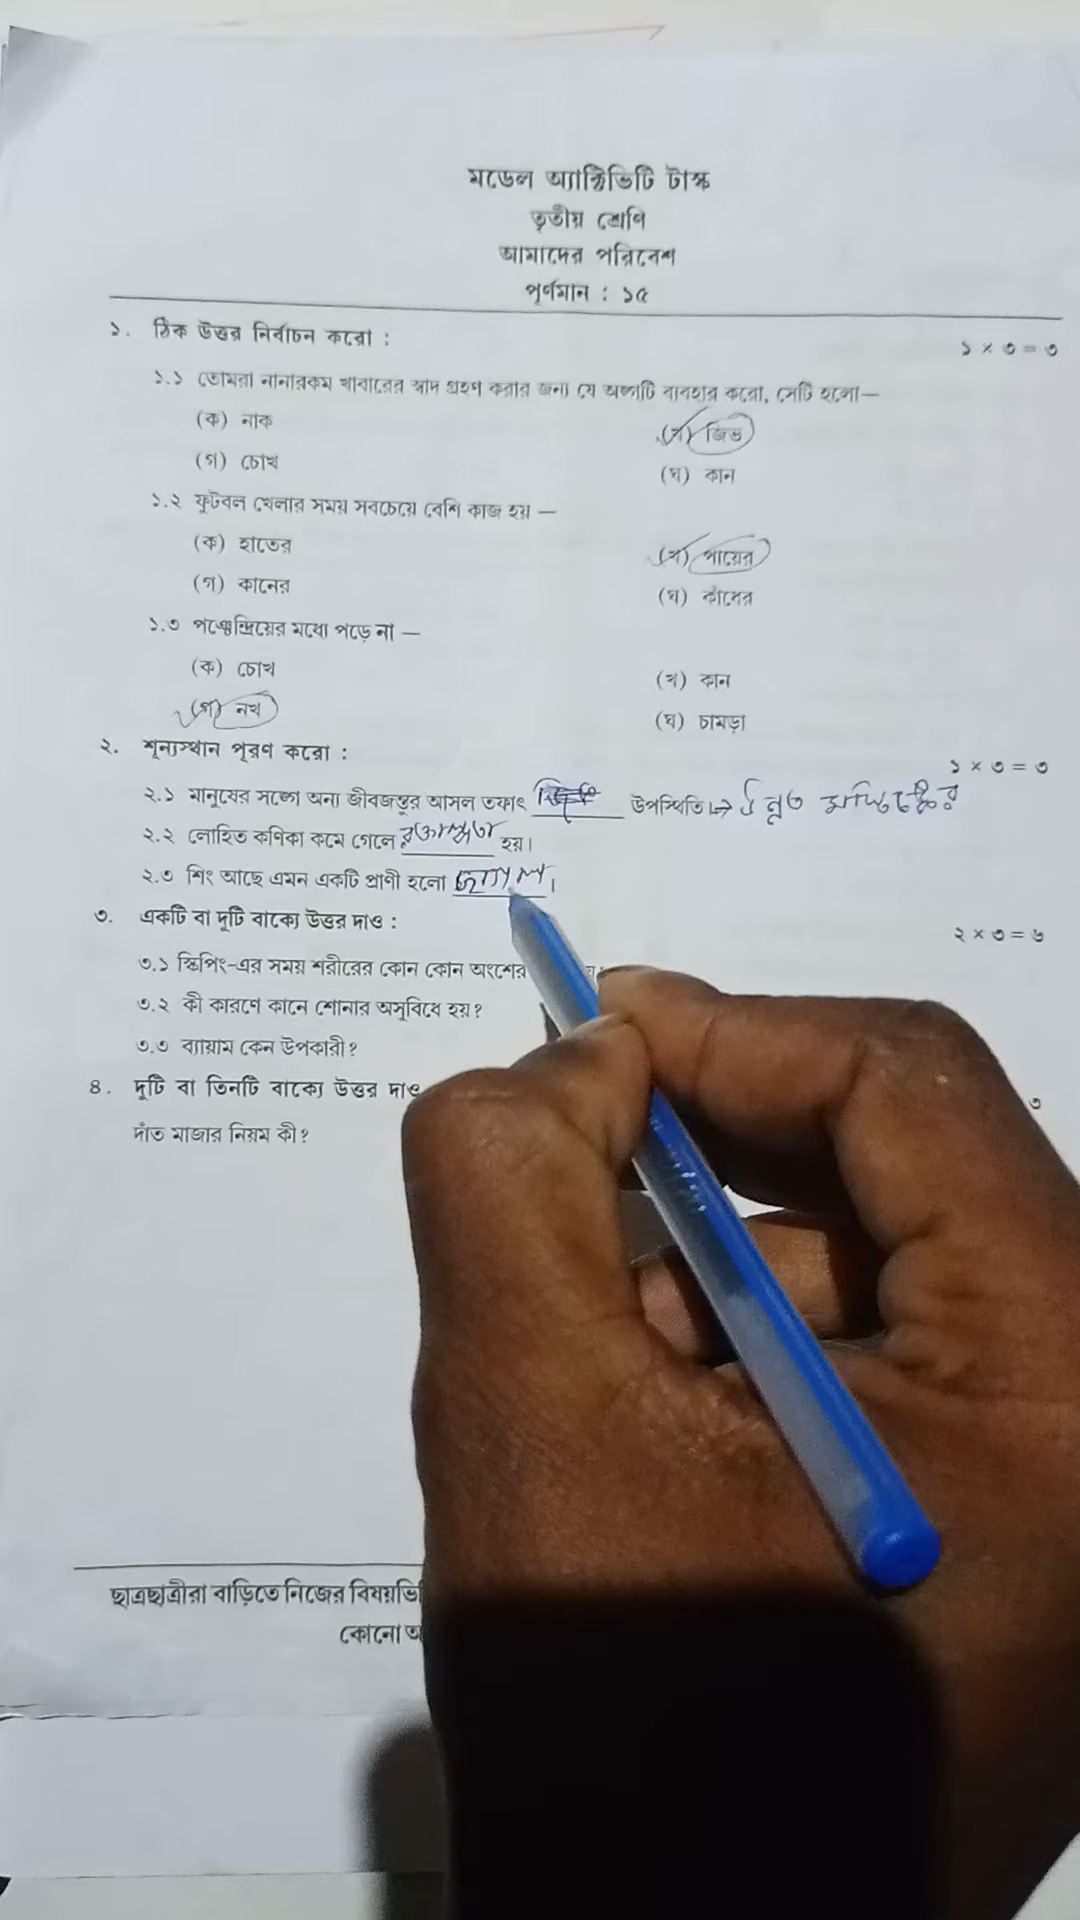 মডেল অ্যাক্টিভিটি টাস্ক
তৃতীয় শ্রেণি
আমাদের পরিবেশ
পূর্ণমান : ১৫
১. ঠিক উত্তর নির্বাচন করো : ১ × ৩ = ৩
১.১ তোমরা নানারকম খাবারের স্বাদ গ্রহণ করার জন্য যে অঙ্গটি ব্যবহার করো, সেটি হলো—
(ক) নাক (খ) জিভ
(গ) চোখ (ঘ) কান
১.২ ফুটবল খেলার সময় সবচেয়ে বেশি কাজ হয় —
(ক) হাতের (খ) পায়ের
(গ) কানের (ঘ) কাঁধের
১.৩ পঞ্চেন্দ্রিয়ের মধ্যে পড়ে না —
(ক) চোখ (খ) কান
(গ) নখ (ঘ) চামড়া
২. শূন্যস্থান পূরণ করো : ১ × ৩ = ৩
২.১ মানুষের সঙ্গে অন্য জীবজন্তুর আসল তফাৎ উপস্থিতি। → উন্নত মস্তিষ্কের
২.২ লোহিত কণিকা কমে গেলে রক্তাল্পতা হয়।
২.৩ শিং আছে এমন একটি প্রাণী হলো ছাগল।
৩. একটি বা দুটি বাক্যে উত্তর দাও : ২ × ৩ = ৬
৩.১ স্কিপিং-এর সময় শরীরের কোন কোন অংশের
৩.২ কী কারণে কানে শোনার অসুবিধে হয়?
৩.৩ ব্যায়াম কেন উপকারী?
৪. দুটি বা তিনটি বাক্যে উত্তর দাও ৩
দাঁত মাজার নিয়ম কী?
ছাত্রছাত্রীরা বাড়িতে নিজের
কোনো